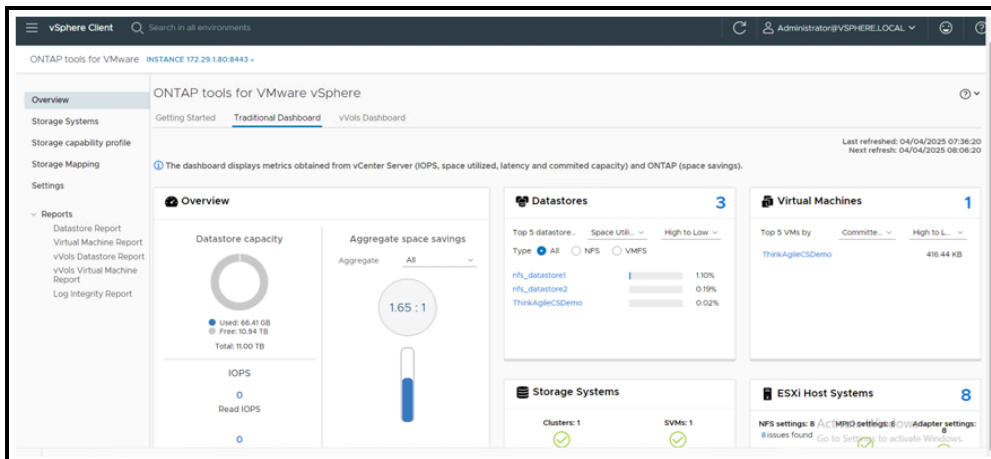 vSphere Client Search in all environments Administrator@VSPHERE.LOCAL
ONTAP tools for VMware INSTANCE 172.29.1.80:8443
Overview
Storage Systems
Storage capability profile
Storage Mapping
Settings
Reports
Datastore Report
Virtual Machine Report
vVols Datastore Report
vVols Virtual Machine
Report
Log Integrity Report
ONTAP tools for VMware vSphere
Getting Started Traditional Dashboard vVols Dashboard
Last refreshed: 04/04/2025 07:36:20
Next refresh: 04/04/2025 08:06:20
The dashboard displays metrics obtained from vCenter Server (IOPS, space utilized, latency and commited capacity) and ONTAP (space savings).
Overview
Datastore capacity
Used: 66.41 GB
Free: 10.94 TB
Total: 11.00 TB
IOPS
0
Read IOPS
0
Aggregate space savings
Aggregate All
1.65 : 1
Datastores 3
Top 5 datastore... Space Utili... High to Low
Type All NFS VMFS
nfs_datastore1 1.10%
nfs_datastore2 0.19%
ThinkAgileCSDemo 0.02%
Virtual Machines 1
Top 5 VMs by Committe... High to L...
ThinkAgileCSDemo 416.44 KB
Storage Systems
Clusters: 1 SVMs: 1
ESXi Host Systems 8
NFS settings: 8 MPIO settings: 8 Adapter settings:
8
8 issues found
Activate Windows
Go to Settings to activate Windows.